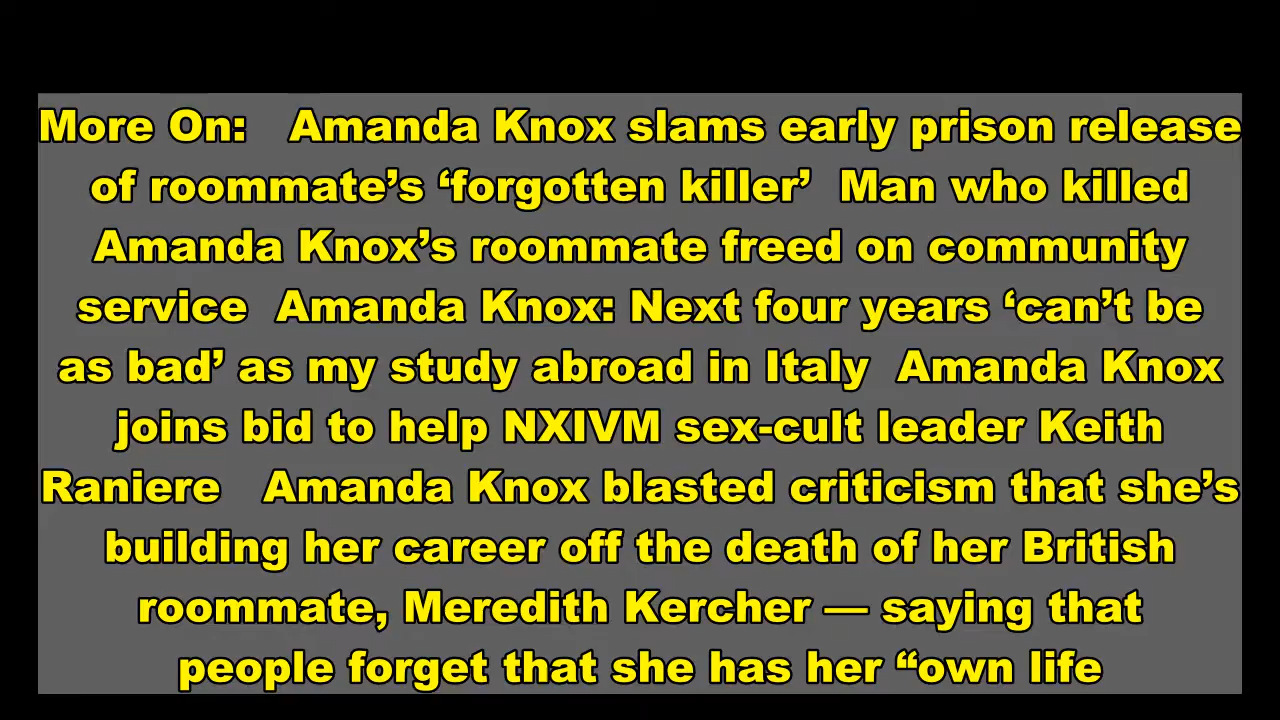 More On: Amanda Knox slams early prison release
of roommate’s ‘forgotten killer’ Man who killed
Amanda Knox’s roommate freed on community
service Amanda Knox: Next four years ‘can’t be
as bad’ as my study abroad in Italy Amanda Knox
joins bid to help NXIVM sex-cult leader Keith
Raniere Amanda Knox blasted criticism that she’s
building her career off the death of her British
roommate, Meredith Kercher — saying that
people forget that she has her “own life